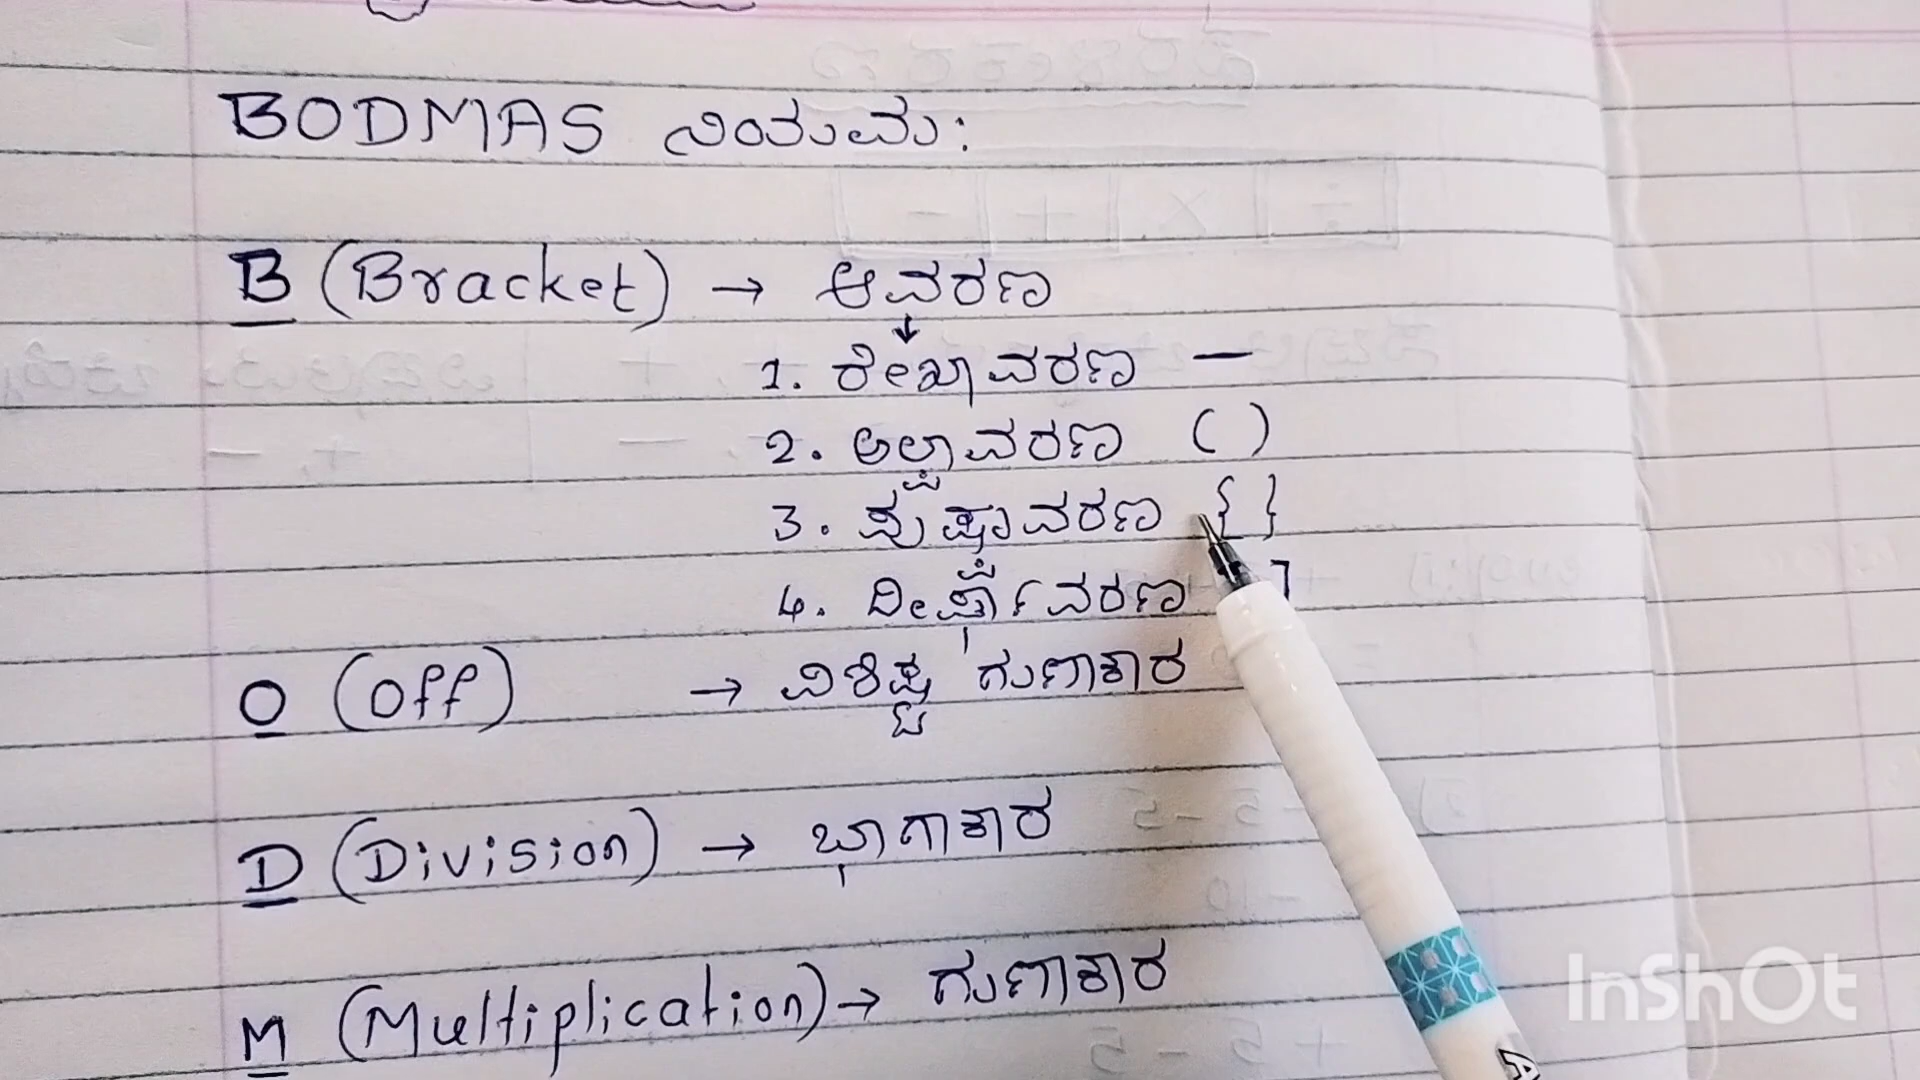 BODMAS ನಿಯಮ:
B (Bracket) → ಆವರಣ
↓
1. ರೇಖಾವರಣ —
2. ಅಲ್ಪಾವರಣ ( )
3. ಪುಷ್ಪಾವರಣ { }
4. ದೀರ್ಘಾವರಣ ]
O (Off) → ವಿಶಿಷ್ಟ ಗುಣಾಕಾರ
D (Division) → ಭಾಗಾಕಾರ
M (Multiplication) → ಗುಣಾಕಾರ
InShOt